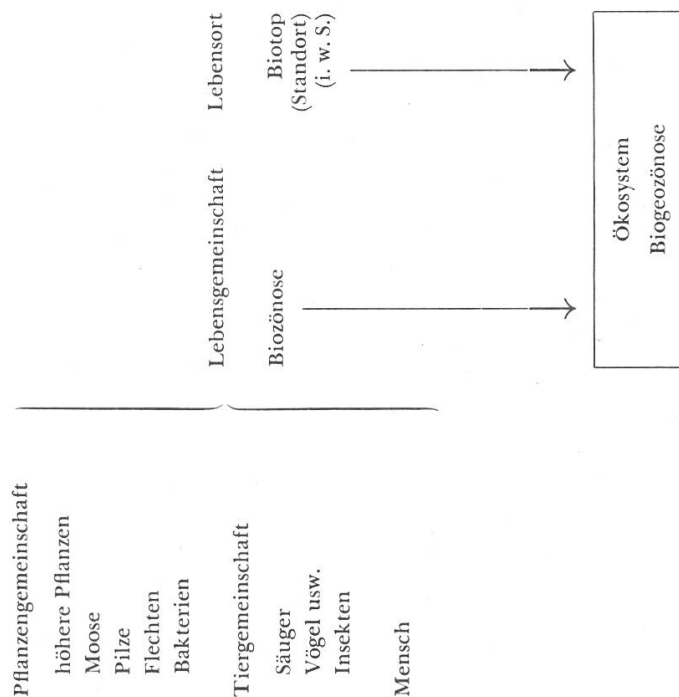 Pflanzengemeinschaft
höhere Pflanzen
Moose
Pilze
Flechten
Bakterien
Tiergemeinschaft
Säuger
Vögel usw.
Insekten
Mensch
Lebensgemeinschaft
Biozönose
Lebensort
Biotop
(Standort)
(i. w. S.)
Ökosystem
Biogeozönose